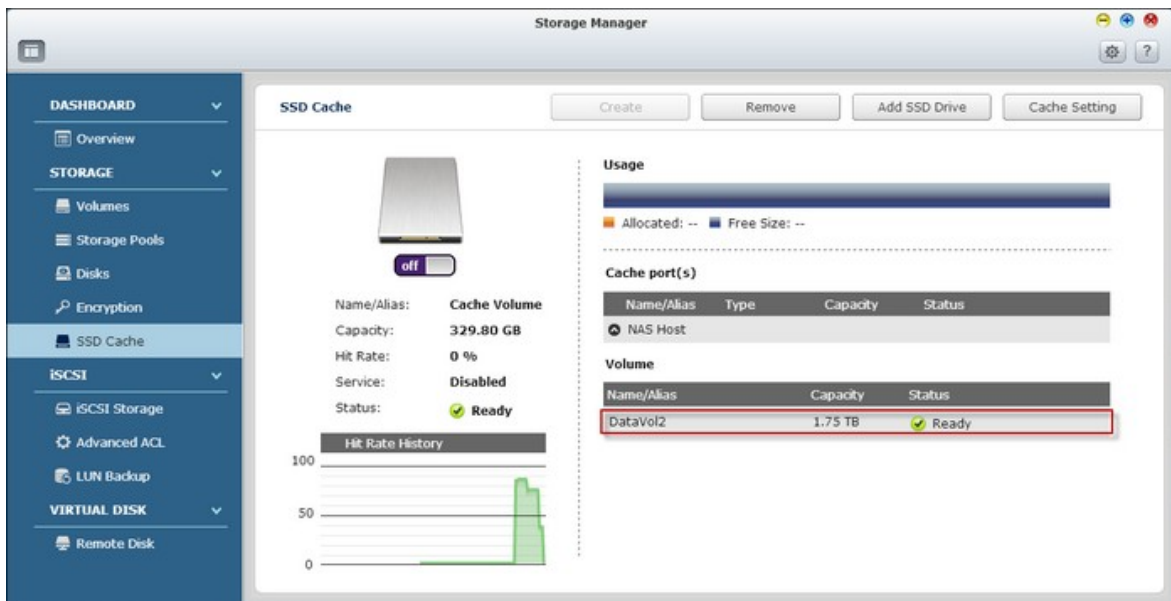 Storage Manager
?
DASHBOARD
Overview
STORAGE
Volumes
Storage Pools
Disks
Encryption
SSD Cache
iSCSI
iSCSI Storage
Advanced ACL
LUN Backup
VIRTUAL DISK
Remote Disk
SSD Cache
Create Remove Add SSD Drive Cache Setting
off
Name/Alias: Cache Volume
Capacity: 329.80 GB
Hit Rate: 0 %
Service: Disabled
Status: Ready
Hit Rate History
100
50
0
Usage
Allocated: -- Free Size: --
Cache port(s)
Name/Alias Type Capacity Status
NAS Host
Volume
Name/Alias Capacity Status
DataVol2 1.75 TB Ready